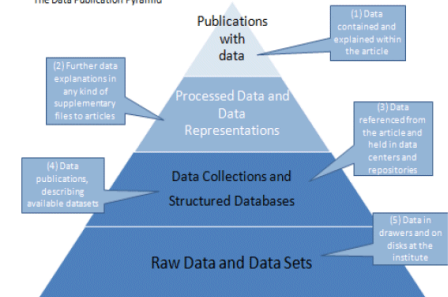 The Data Publication Pyramid
Publications
with
data
(1) Data
contained and
explained within
the article
(2) Further data
explanations in
any kind of
supplementary
files to articles
Processed Data and
Data
Representations
(3) Data
referenced from
the article and
held in data
centers and
repositories
(4) Data
publications,
describing
available datasets
Data Collections and
Structured Databases
(5) Data in
drawers and on
disks at the
institute
Raw Data and Data Sets